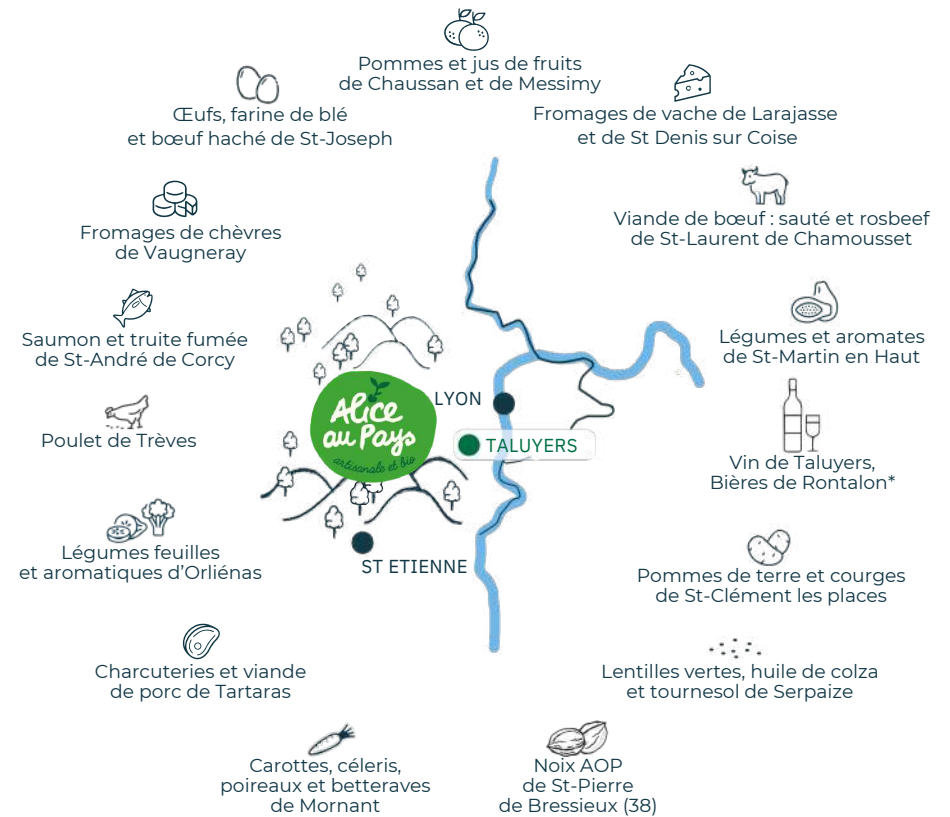 Pommes et jus de fruits
de Chaussan et de Messimy
Œufs, farine de blé
et bœuf haché de St-Joseph
Fromages de vache de Larajasse
et de St Denis sur Coise
Fromages de chèvres
de Vaugneray
Viande de bœuf : sauté et rosbeef
de St-Laurent de Chamousset
Saumon et truite fumée
de St-André de Corcy
Légumes et aromates
de St-Martin en Haut
Poulet de Trèves
Alice
au Pays
artisanale et bio
LYON
TALUYERS
ST ETIENNE
Vin de Taluyers,
Bières de Rontalon*
Légumes feuilles
et aromatiques d’Orliénas
Pommes de terre et courges
de St-Clément les places
Charcuteries et viande
de porc de Tartaras
Lentilles vertes, huile de colza
et tournesol de Serpaize
Carottes, céleris,
poireaux et betteraves
de Mornant
Noix AOP
de St-Pierre
de Bressieux (38)